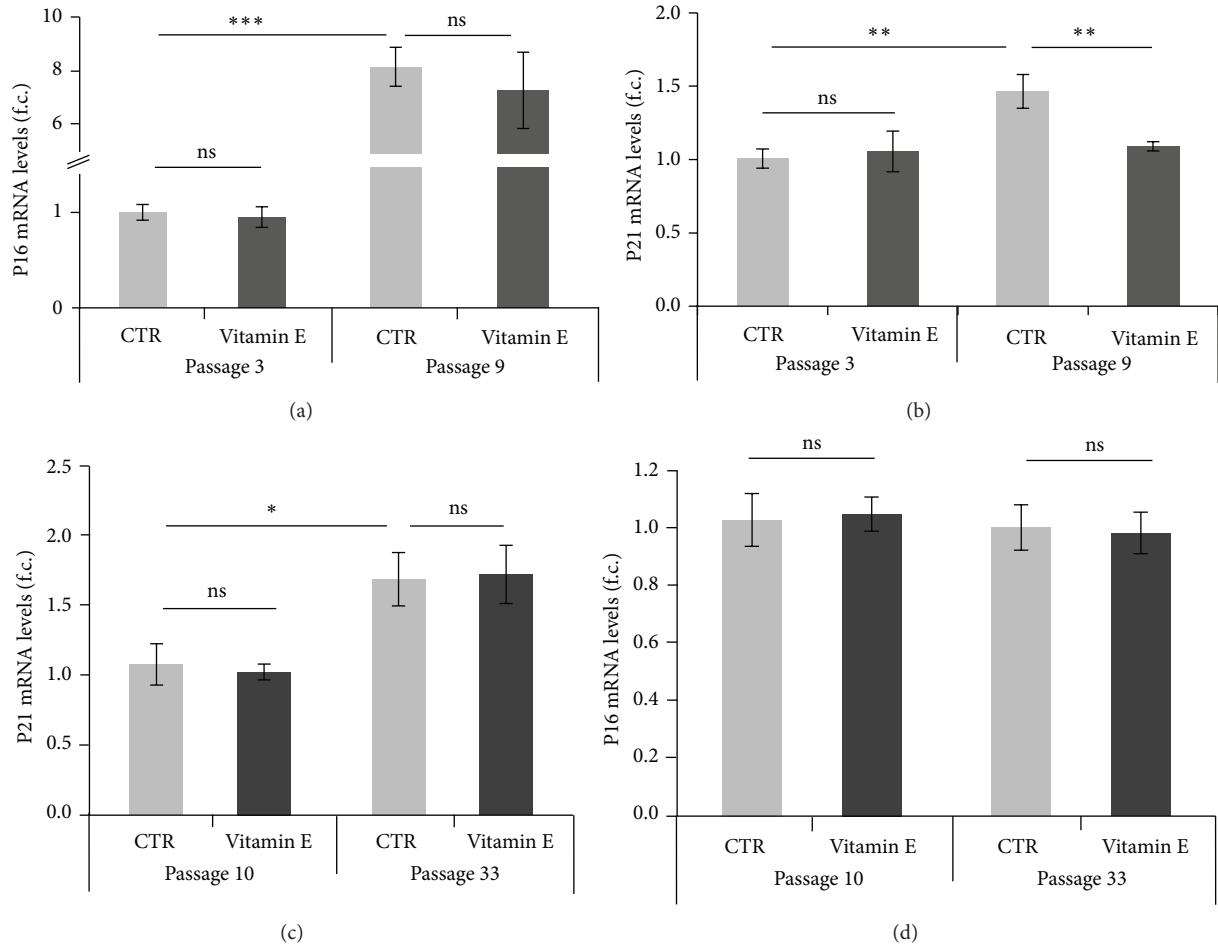 P16 mRNA levels (f.c.)
10
8
6
1
0
***
ns
ns
CTR
Vitamin E
CTR
Vitamin E
Passage 3
Passage 9
(a)
P21 mRNA levels (f.c.)
2.0
1.5
1.0
0.5
0.0
**
**
ns
CTR
Vitamin E
CTR
Vitamin E
Passage 3
Passage 9
(b)
P21 mRNA levels (f.c.)
2.5
2.0
1.5
1.0
0.5
0.0
*
ns
ns
CTR
Vitamin E
CTR
Vitamin E
Passage 10
Passage 33
(c)
P16 mRNA levels (f.c.)
1.2
1.0
0.8
0.6
0.4
0.2
0.0
ns
ns
CTR
Vitamin E
CTR
Vitamin E
Passage 10
Passage 33
(d)